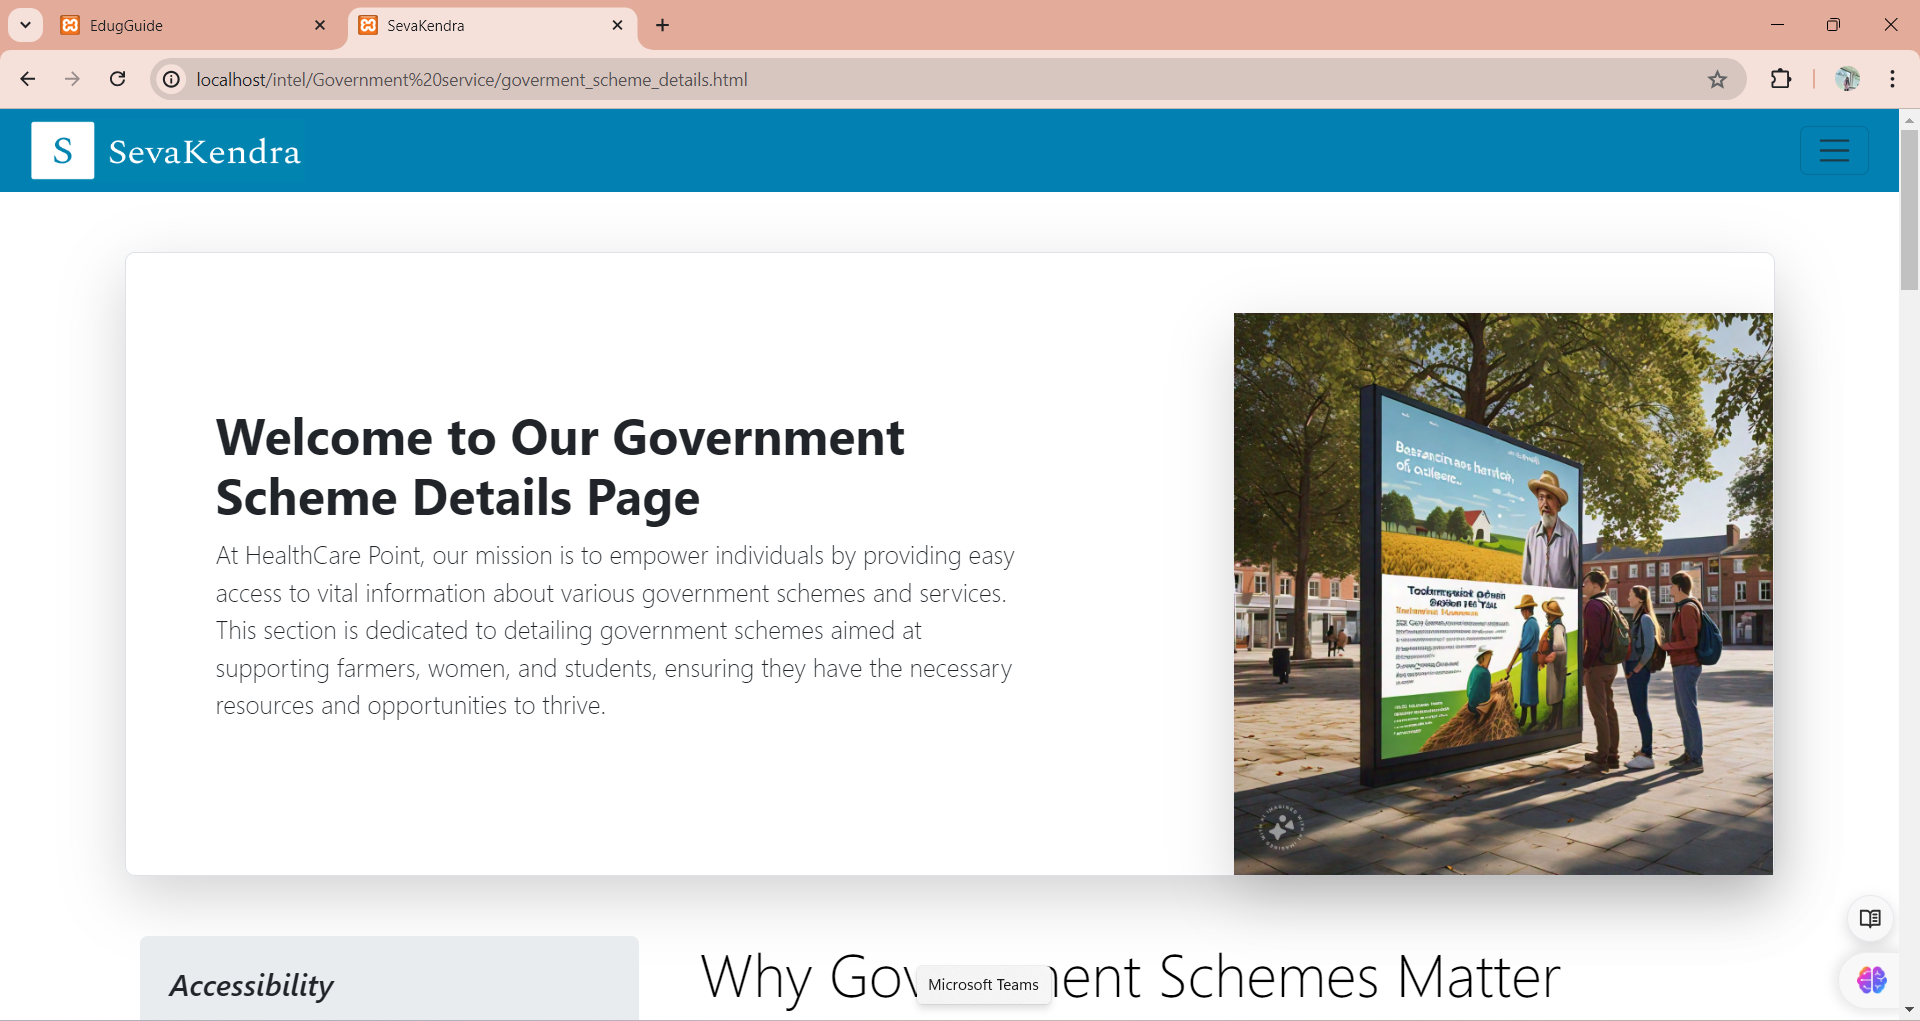 EdugGuide
SevaKendra
localhost/intel/Government%20service/goverment_scheme_details.html
S
SevaKendra
Welcome to Our Government
Scheme Details Page
At HealthCare Point, our mission is to empower individuals by providing easy
access to vital information about various government schemes and services.
This section is dedicated to detailing government schemes aimed at
supporting farmers, women, and students, ensuring they have the necessary
resources and opportunities to thrive.
Accessibility
Why Gov ent Schemes Matter
Microsoft Teams